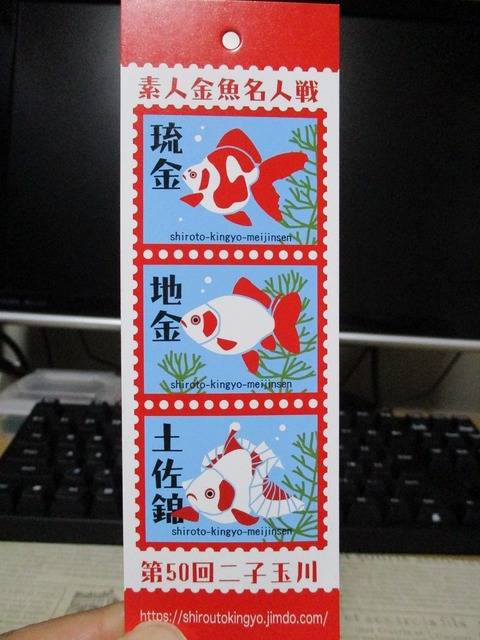 素人金魚名人戦
琉金
shiroto-kingyo-meijinsen
地金
shiroto-kingyo-meijinsen
土佐錦
shiroto-kingyo-meijinsen
第50回二子玉川
https://shiroutokingyo.jimdo.com/